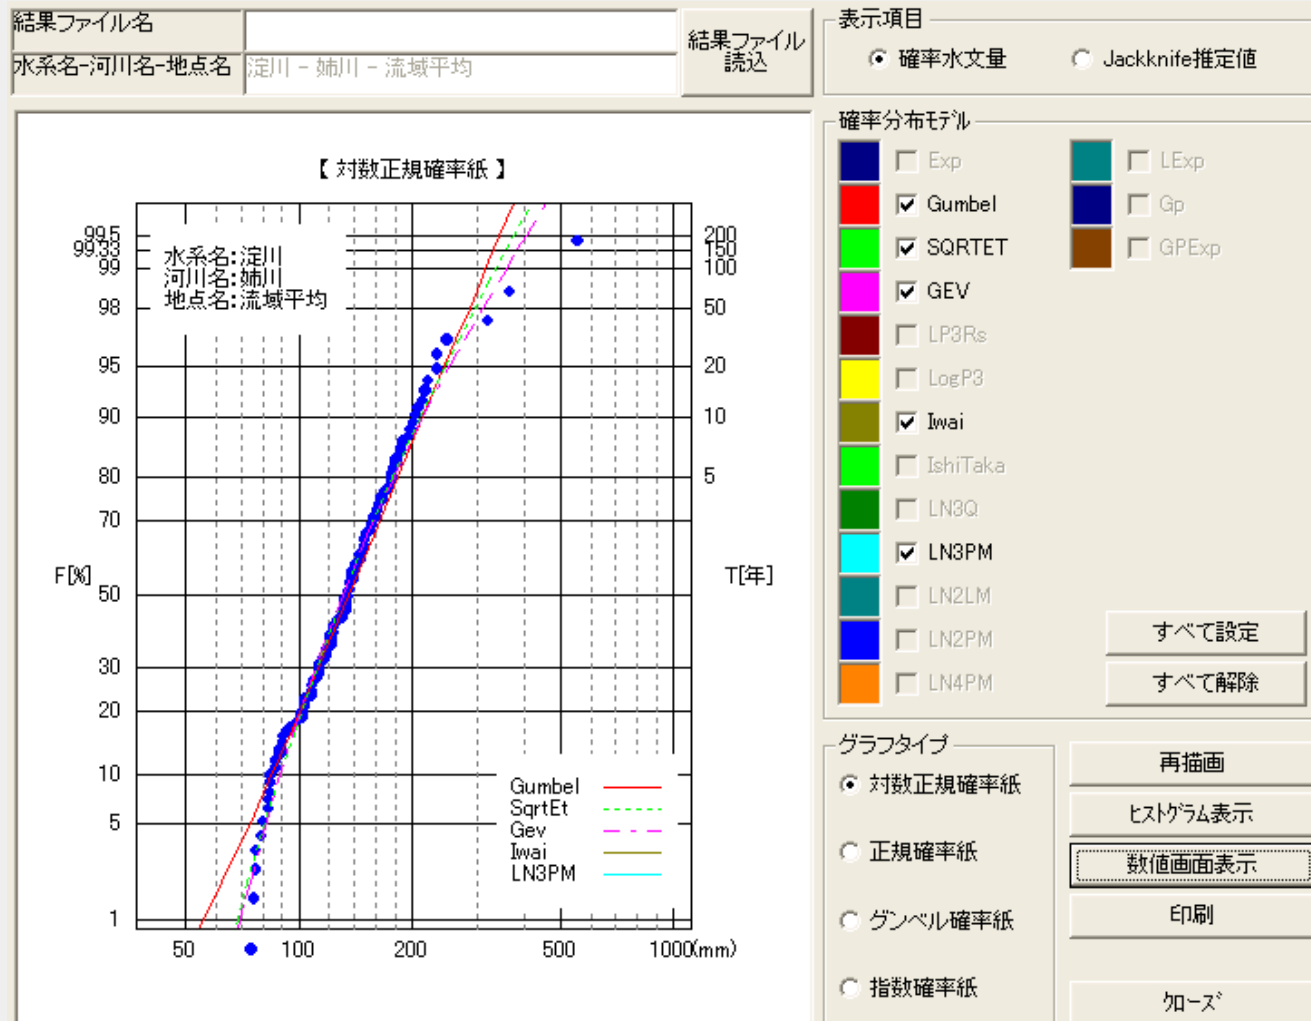 結果ファイル名
水系名-河川名-地点名
淀川 - 姉川 - 流域平均
結果ファイル
読込
表示項目
確率水文量
Jackknife推定値
【 対数正規確率紙 】
水系名:淀川
河川名:姉川
地点名:流域平均
99.5
99.33
99
98
95
90
80
70
50
30
20
10
5
1
F[%]
200
150
100
50
20
10
5
T[年]
Gumbel
SqrtEt
Gev
Iwai
LN3PM
50
100
200
500
1000(mm)
確率分布ﾓﾃﾞﾙ
Exp
Gumbel
SQRTET
GEV
LP3Rs
LogP3
Iwai
IshiTaka
LN3Q
LN3PM
LN2LM
LN2PM
LN4PM
LExp
Gp
GPExp
すべて設定
すべて解除
グラフタイプ
対数正規確率紙
正規確率紙
グンベル確率紙
指数確率紙
再描画
ﾋｽﾄｸﾞﾗﾑ表示
数値画面表示
印刷
ｸﾛｰｽﾞ